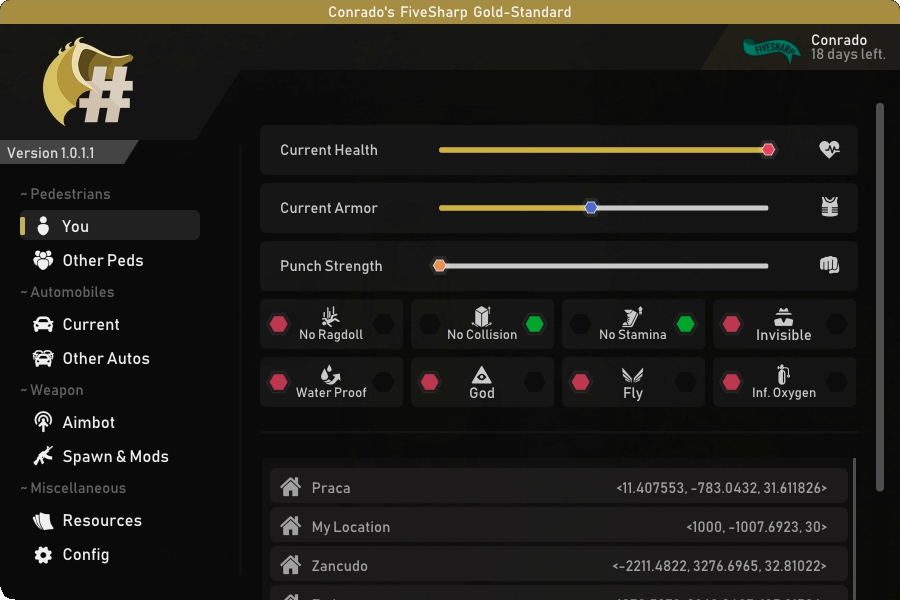 Conrado's FiveSharp Gold-Standard
FIVESHARP
Conrado
18 days left.
#
Version 1.0.1.1
~ Pedestrians
You
Other Peds
~ Automobiles
Current
Other Autos
~ Weapon
Aimbot
Spawn & Mods
~ Miscellaneous
Resources
Config
Current Health
Current Armor
Punch Strength
No Ragdoll
No Collision
No Stamina
Invisible
Water Proof
God
Fly
Inf. Oxygen
Praca <11.407553, -783.0432, 31.611826>
My Location <1000, -1007.6923, 30>
Zancudo <-2211.4822, 3276.6965, 32.81022>